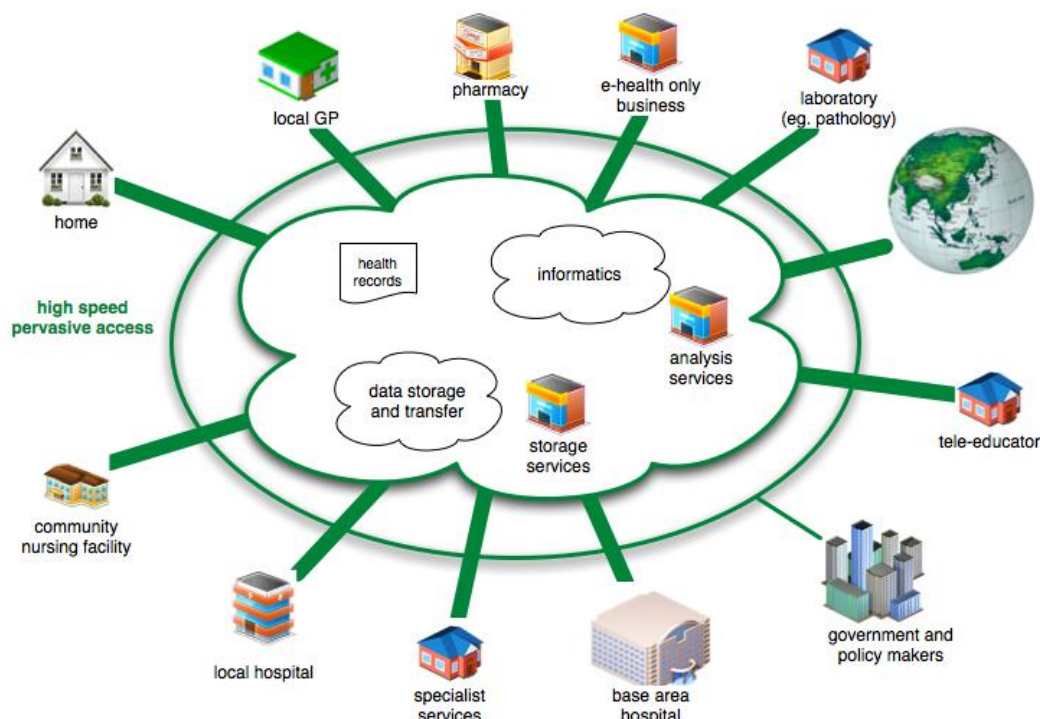 pharmacy
e-health only
business
local GP
laboratory
(eg. pathology)
home
health
records
informatics
high speed
pervasive access
analysis
services
data storage
and transfer
storage
services
tele-educator
community
nursing facility
government and
policy makers
local hospital
specialist
services
base area
hospital